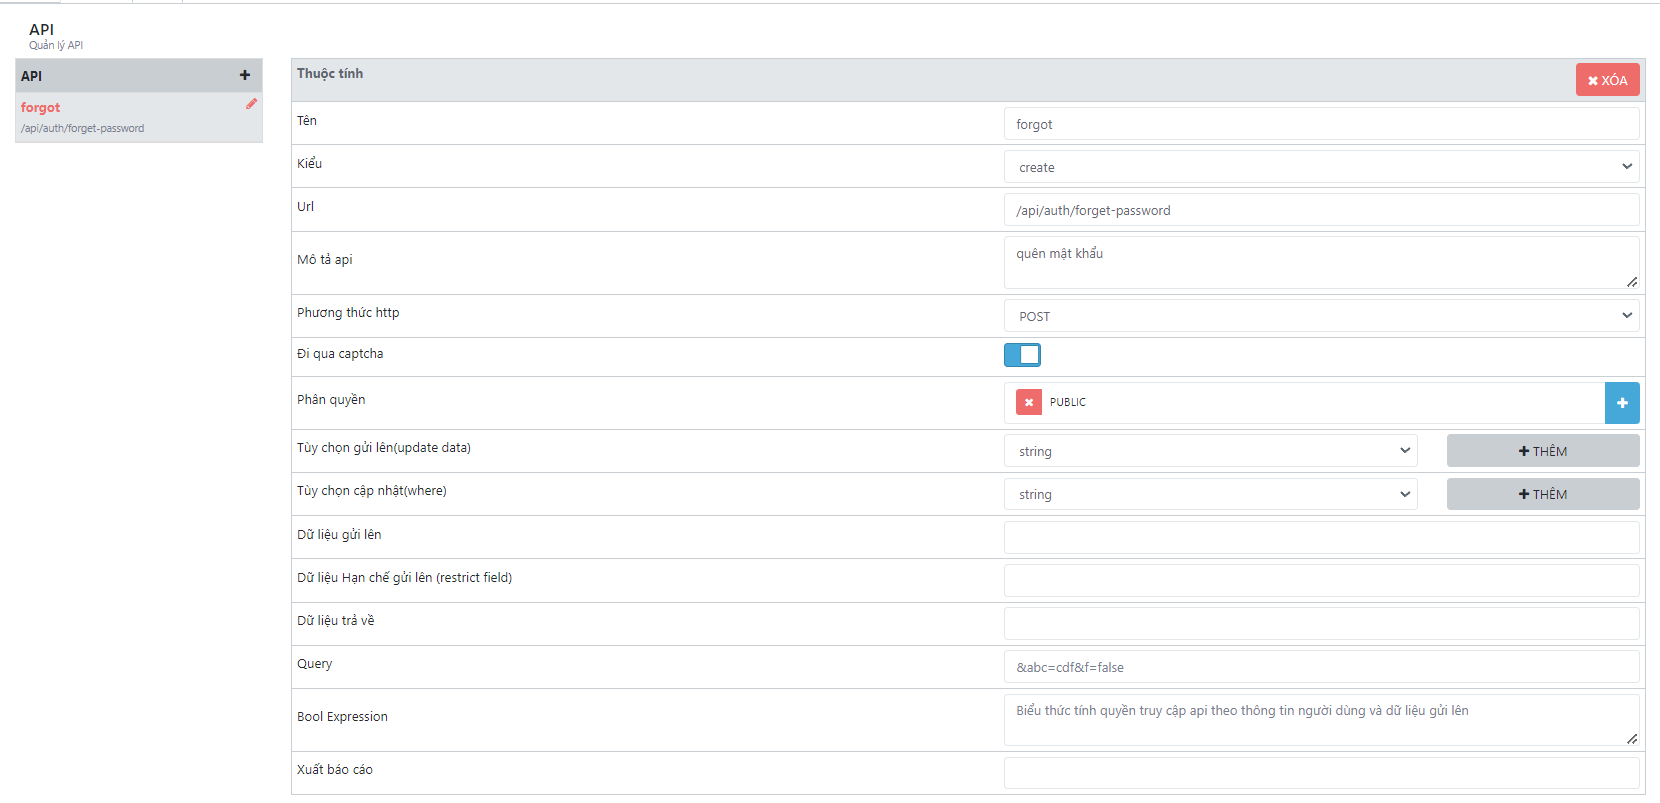 API
Quản lý API
API
forgot
/api/auth/forget-password
Thuộc tính
XÓA
Tên
forgot
Kiểu
create
Url
/api/auth/forget-password
Mô tả api
quên mật khẩu
Phương thức http
POST
Đi qua captcha
Phân quyền
PUBLIC
Tùy chọn gửi lên(update data)
string
THÊM
Tùy chọn cập nhật(where)
string
THÊM
Dữ liệu gửi lên
Dữ liệu Hạn chế gửi lên (restrict field)
Dữ liệu trả về
Query
&abc=cdf&f=false
Bool Expression
Biểu thức tính quyền truy cập api theo thông tin người dùng và dữ liệu gửi lên
Xuất báo cáo